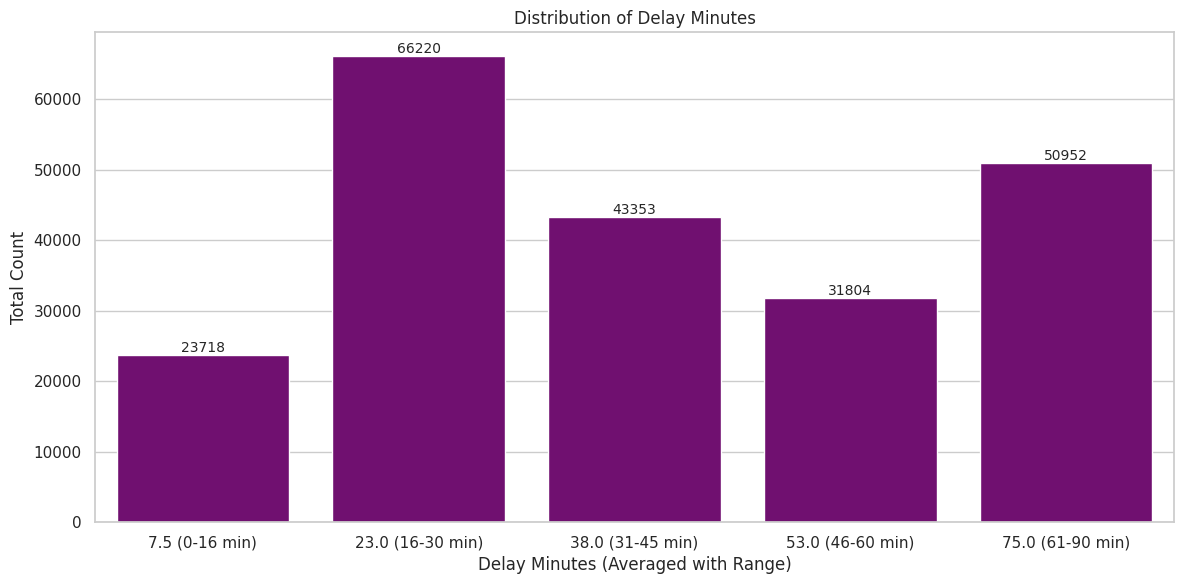 Distribution of Delay Minutes
Total Count
60000
50000
40000
30000
20000
10000
0
23718
66220
43353
31804
50952
7.5 (0-16 min)
23.0 (16-30 min)
38.0 (31-45 min)
53.0 (46-60 min)
75.0 (61-90 min)
Delay Minutes (Averaged with Range)